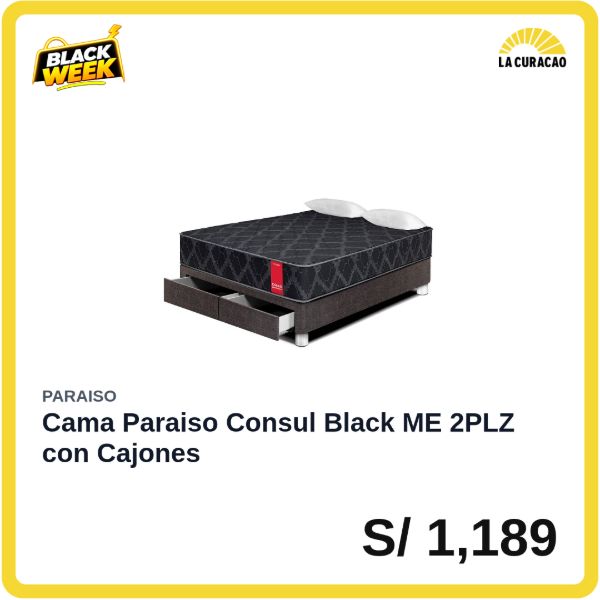 BLACK
WEEK
LA CURACAO
PARAISO
Cama Paraiso Consul Black ME 2PLZ
con Cajones
S/ 1,189